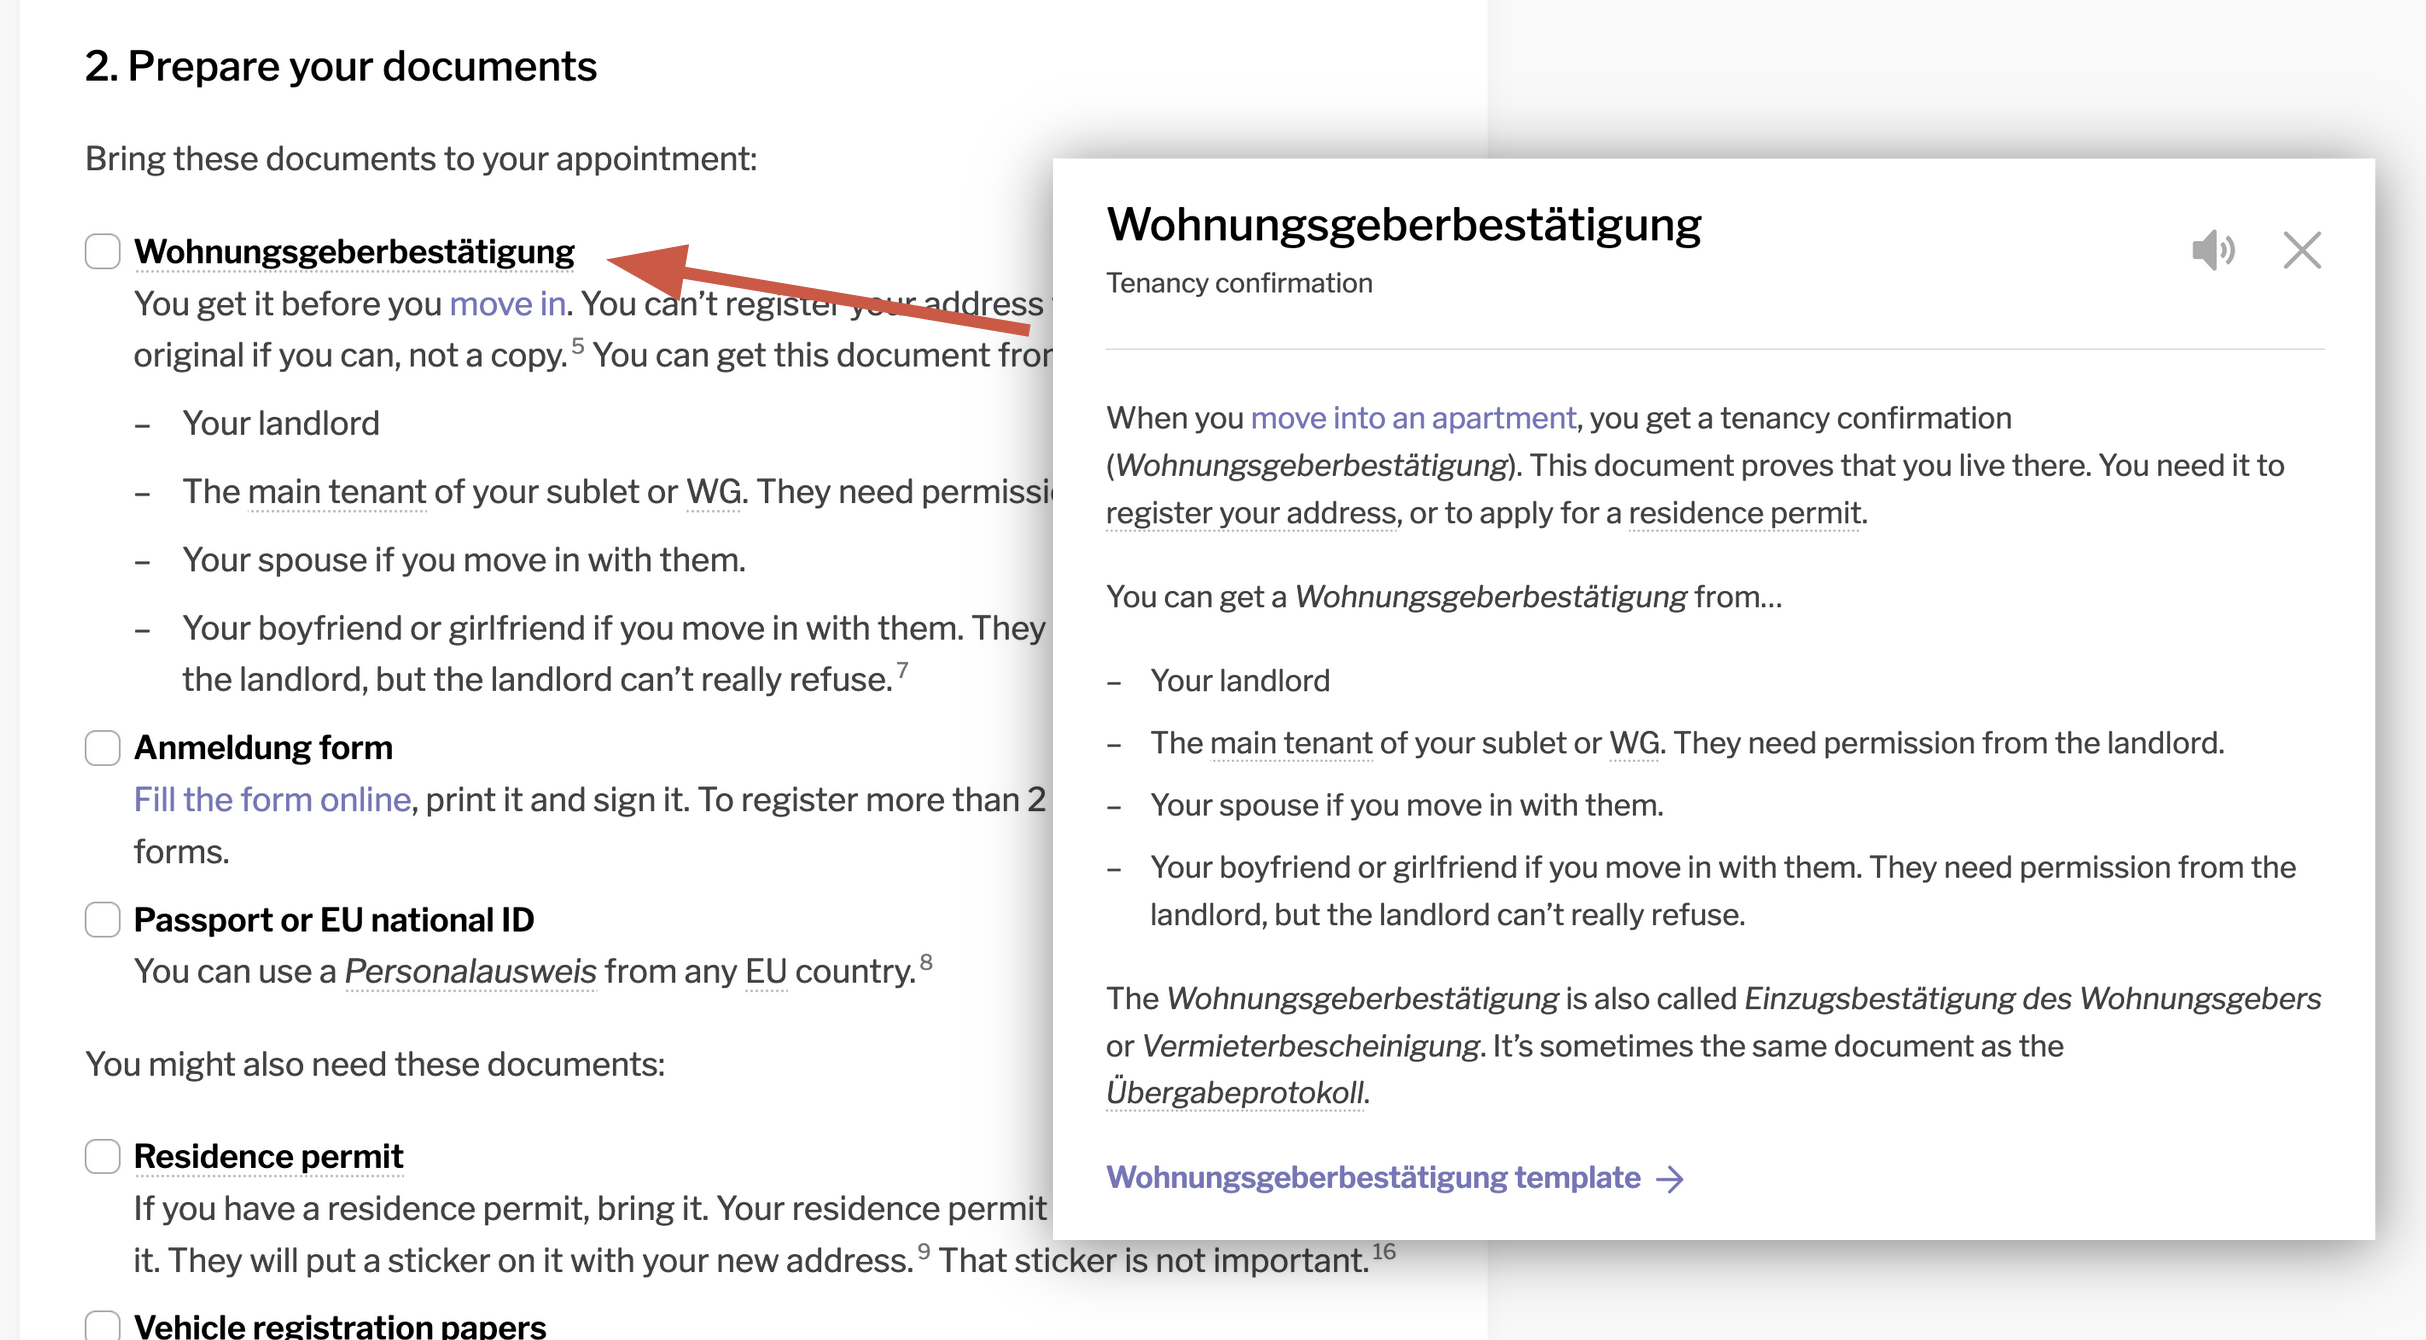 2. Prepare your documents
Bring these documents to your appointment:
Wohnungsgeberbestätigung
You get it before you move in. You can't register your address
original if you can, not a copy.5 You can get this document
– Your landlord
– The main tenant of your sublet or WG. They need
– Your spouse if you move in with them.
– Your boyfriend or girlfriend if you move in with them. They
the landlord, but the landlord can't really refuse.7
Anmeldung form
Fill the form online, print it and sign it. To register more than 2
forms.
Passport or EU national ID
You can use a Personalausweis from any EU country.8
You might also need these documents:
Residence permit
If you have a residence permit, bring it. Your residence permit
it. They will put a sticker on it with your new address.9 That sticker is not important.16
Vehicle registration papers
Wohnungsgeberbestätigung
Tenancy confirmation
When you move into an apartment, you get a tenancy confirmation
(Wohnungsgeberbestätigung). This document proves that you live there. You need it to
register your address, or to apply for a residence permit.
You can get a Wohnungsgeberbestätigung from...
– Your landlord
– The main tenant of your sublet or WG. They need permission from the landlord.
– Your spouse if you move in with them.
– Your boyfriend or girlfriend if you move in with them. They need permission from the
landlord, but the landlord can't really refuse.
The Wohnungsgeberbestätigung is also called Einzugsbestätigung des Wohnungsgebers
or Vermieterbescheinigung. It's sometimes the same document as the
Übergabeprotokoll.
Wohnungsgeberbestätigung template →